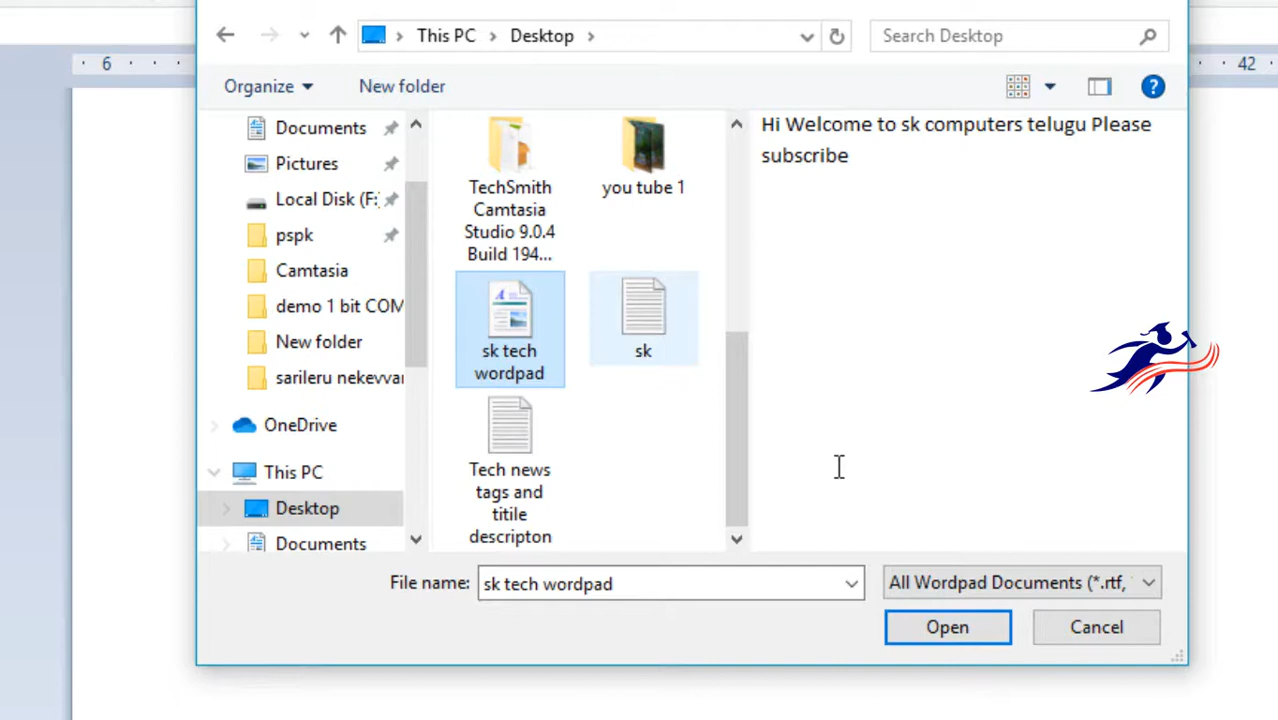 6
42
This PC
Desktop
Search Desktop
Organize
New folder
Documents
Pictures
Local Disk (F:
pspk
Camtasia
demo 1 bit COM
New folder
sarileru nekevvar
OneDrive
This PC
Desktop
Documents
TechSmith
Camtasia
Studio 9.0.4
Build 194...
you tube 1
sk tech
wordpad
sk
Tech news
tags and
titile
descripton
Hi Welcome to sk computers telugu Please
subscribe
File name:
sk tech wordpad
All Wordpad Documents (*.rtf,
Open
Cancel